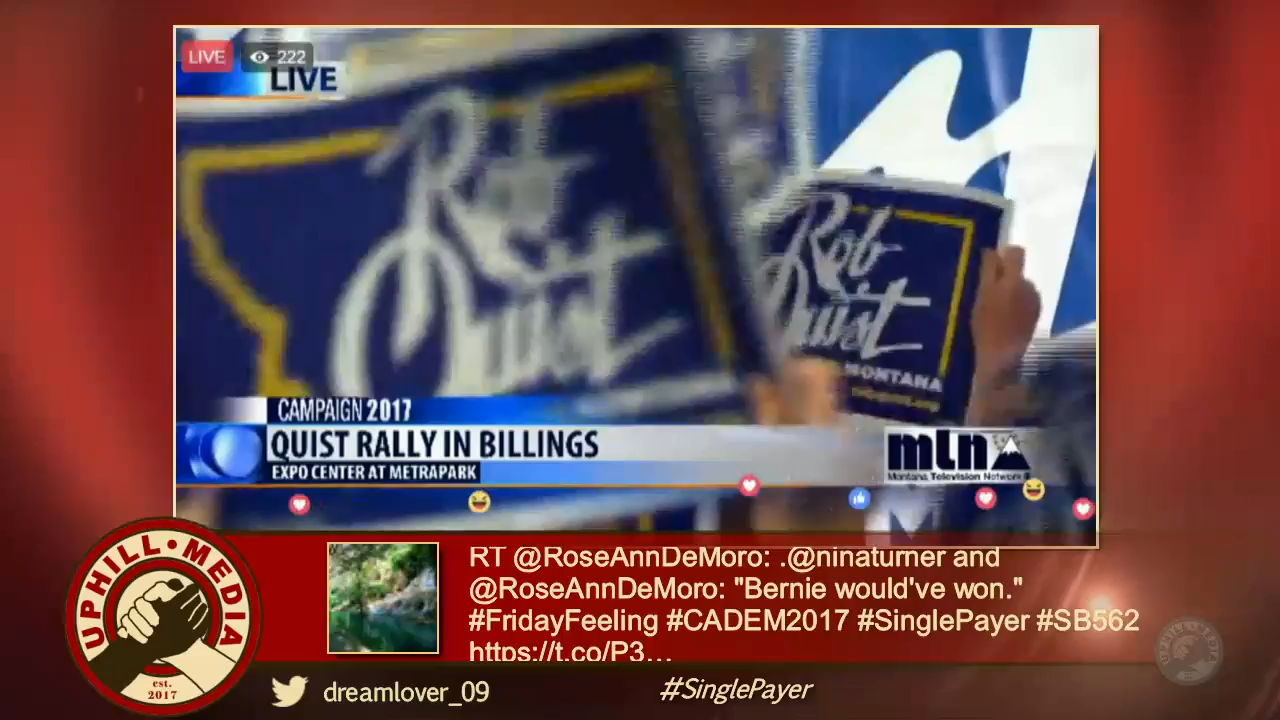 LIVE
222
LIVE
Rob
Quist
Rob
Quist
MONTANA
CAMPAIGN 2017
QUIST RALLY IN BILLINGS
EXPO CENTER AT METRAPARK
mtn
Montana Television Network
UPHILL • MEDIA
est.
2017
RT @RoseAnnDeMoro: .@ninaturner and
@RoseAnnDeMoro: "Bernie would've won."
#FridayFeeling #CADEM2017 #SinglePayer #SB562
https://t.co/P3…
dreamlover_09
#SinglePayer